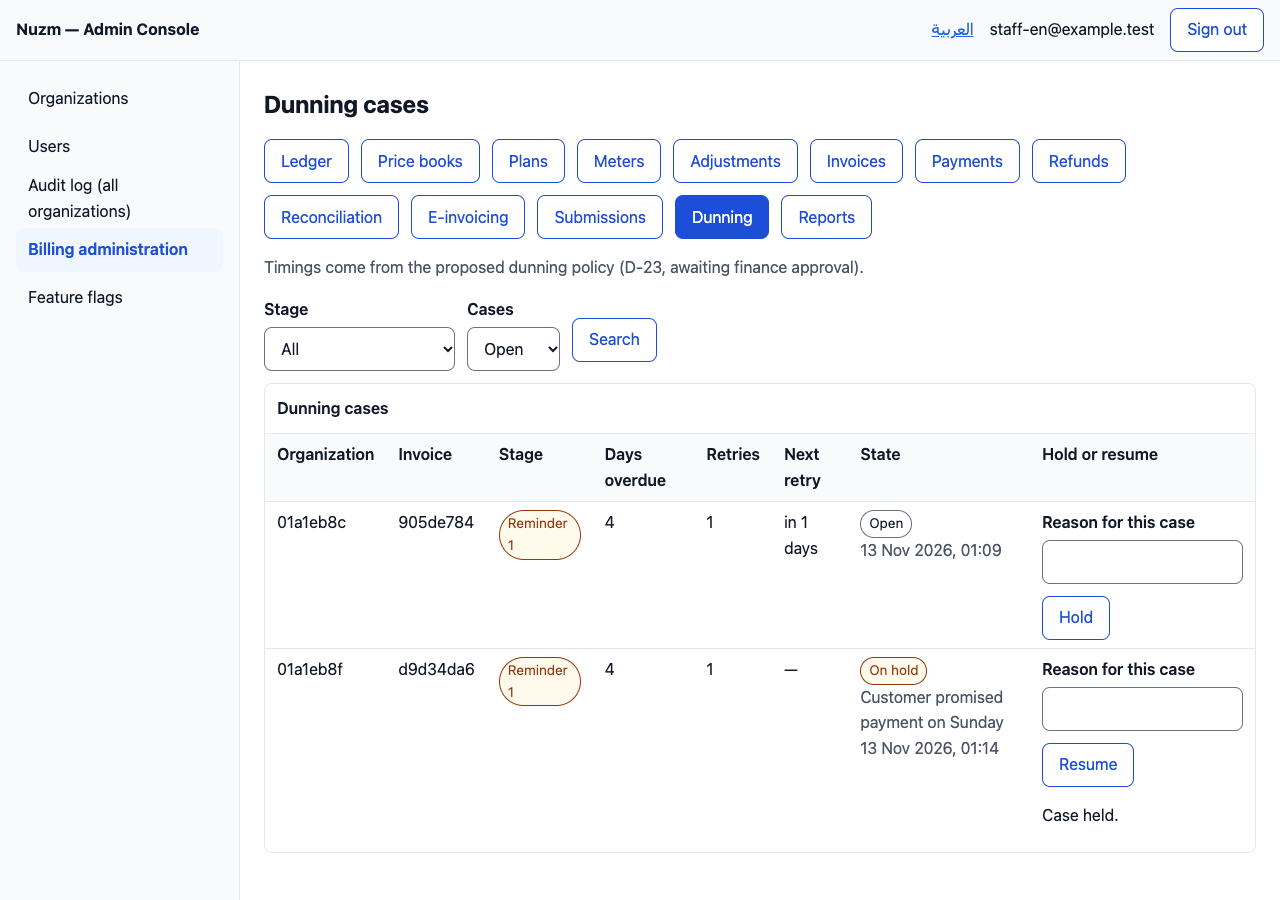 Nuzm — Admin Console
العربية
staff-en@example.test
Sign out
Organizations
Users
Audit log (all
organizations)
Billing administration
Feature flags
Dunning cases
Ledger
Price books
Plans
Meters
Adjustments
Invoices
Payments
Refunds
Reconciliation
E-invoicing
Submissions
Dunning
Reports
Timings come from the proposed dunning policy (D-23, awaiting finance approval).
Stage
Cases
All
Open
Search
Dunning cases
Organization
Invoice
Stage
Days
overdue
Retries
Next
retry
State
Hold or resume
01a1eb8c
905de784
Reminder
1
4
1
in 1
days
Open
13 Nov 2026, 01:09
Reason for this case
Hold
01a1eb8f
d9d34da6
Reminder
1
4
1
—
On hold
Customer promised
payment on Sunday
13 Nov 2026, 01:14
Reason for this case
Resume
Case held.